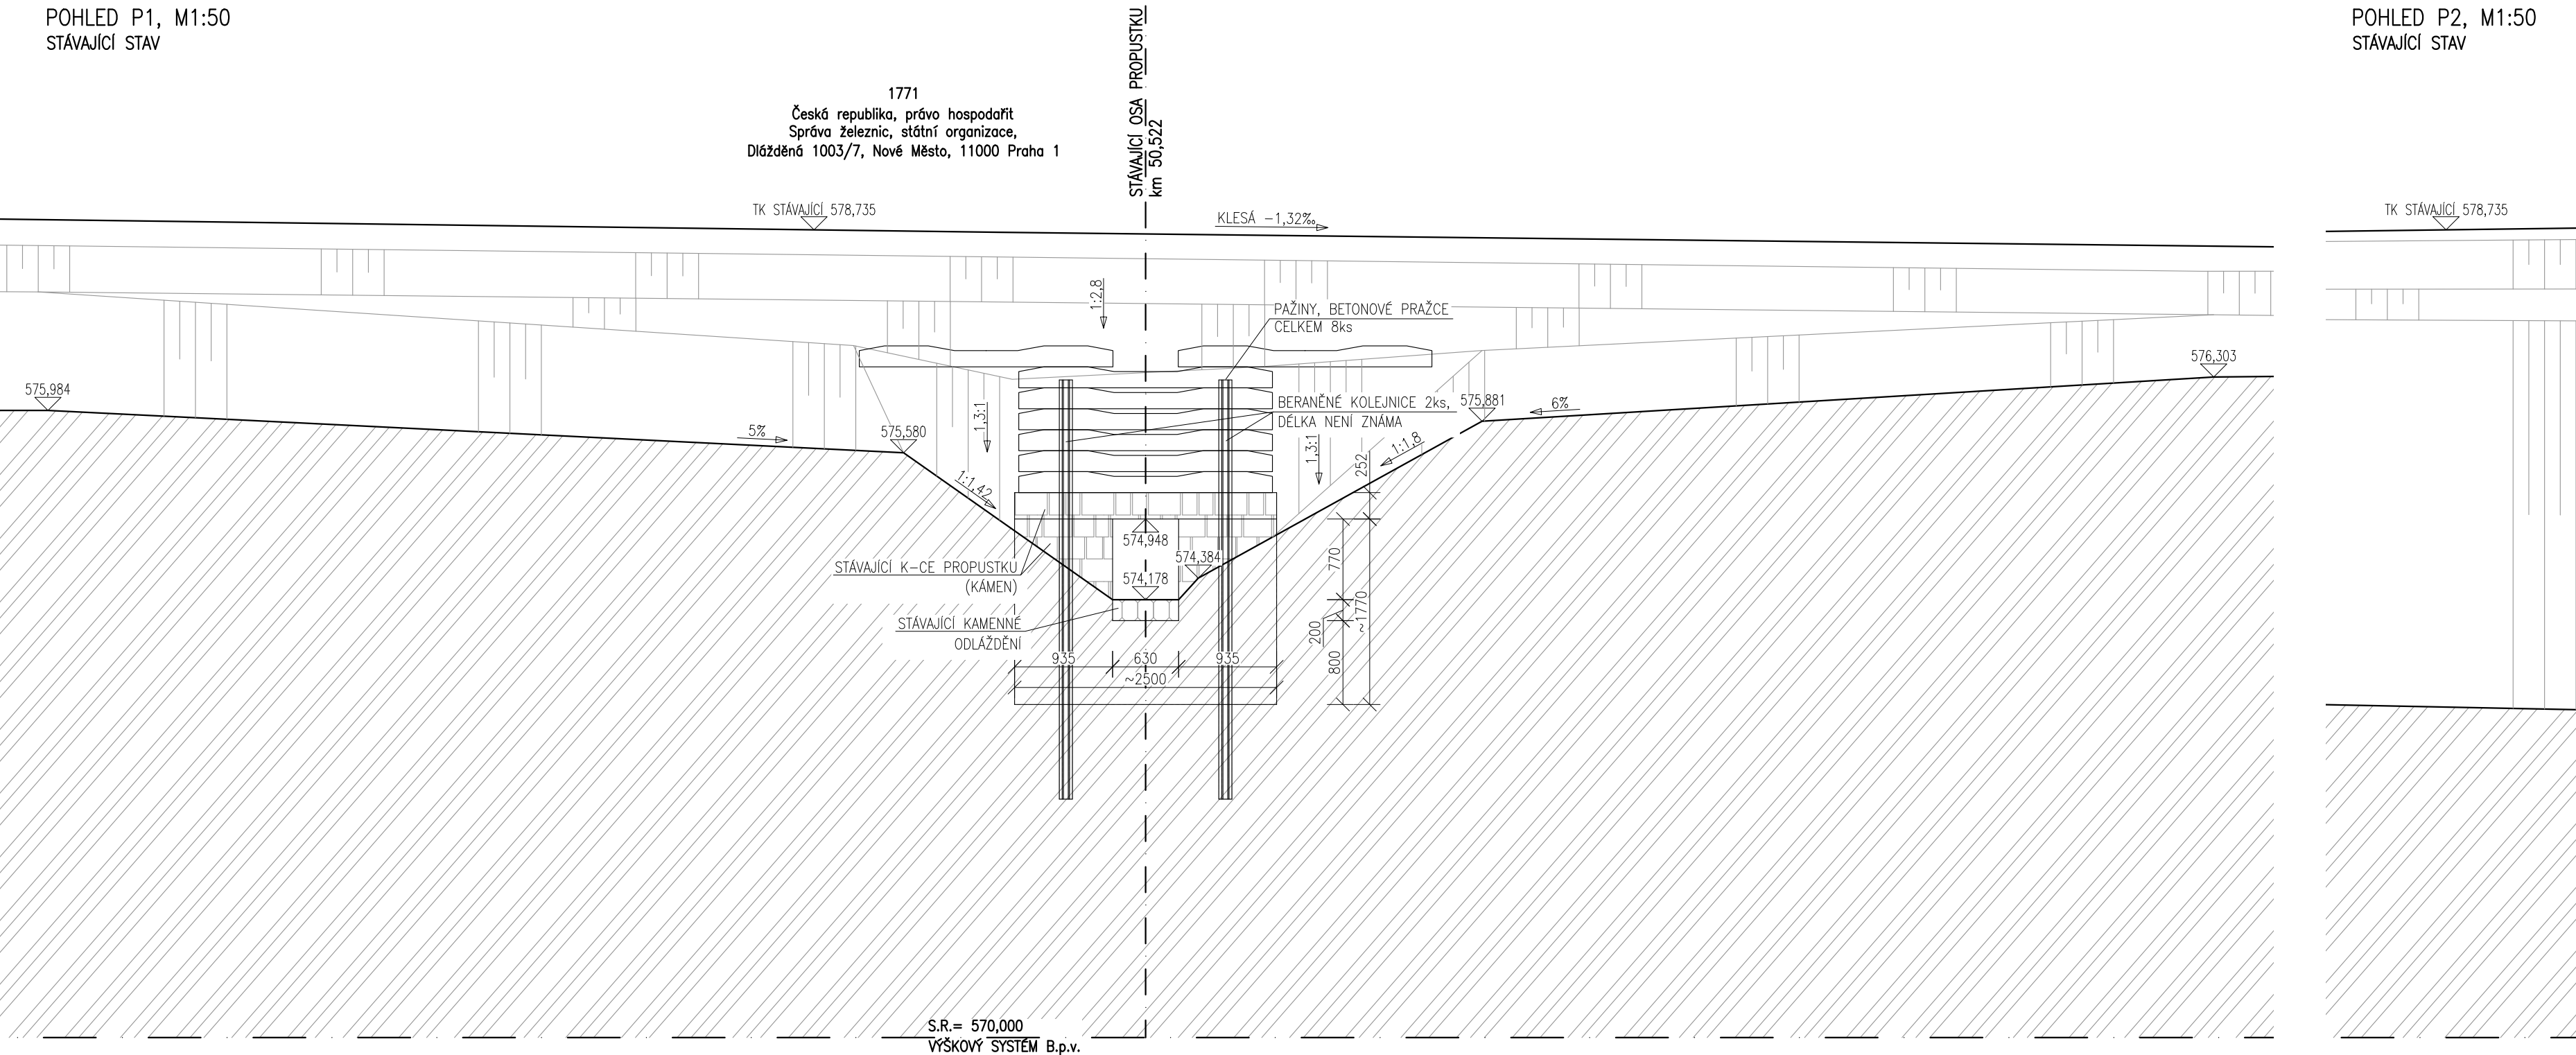 POHLED P1, M1:50
STÁVAJÍCÍ STAV
1771
Česká republika, právo hospodařit
Správa železnic, státní organizace,
Dlážděná 1003/7, Nové Město, 11000 Praha 1
STÁVAJÍCÍ OSA PROPUSTKU
km 50,522
TK STÁVAJÍCÍ 578,735
KLESÁ -1,32‰
1:2,8
PAŽINY, BETONOVÉ PRAŽCE
CELKEM 8ks
575,984
5%
575,580
1,3:1
BERANĚNÉ KOLEJNICE 2ks,
DÉLKA NENÍ ZNÁMA
575,881
6%
576,303
1:1,42
1,3:1
1:1,8
252
574,948
574,384
574,178
STÁVAJÍCÍ K-CE PROPUSTKU
(KÁMEN)
STÁVAJÍCÍ KAMENNÉ
ODLÁŽDĚNÍ
770
~1770
200
800
935
630
935
~2500
S.R.= 570,000
VÝŠKOVÝ SYSTÉM B.p.v.
POHLED P2, M1:50
STÁVAJÍCÍ STAV
TK STÁVAJÍCÍ 578,735